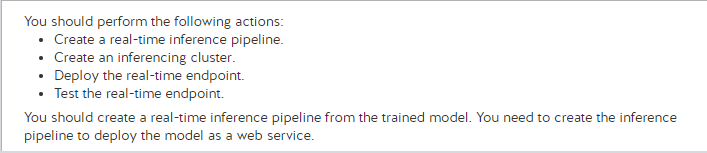 You should perform the following actions:
• Create a real-time inference pipeline.
• Create an inferencing cluster.
• Deploy the real-time endpoint.
• Test the real-time endpoint.
You should create a real-time inference pipeline from the trained model. You need to create the inference
pipeline to deploy the model as a web service.